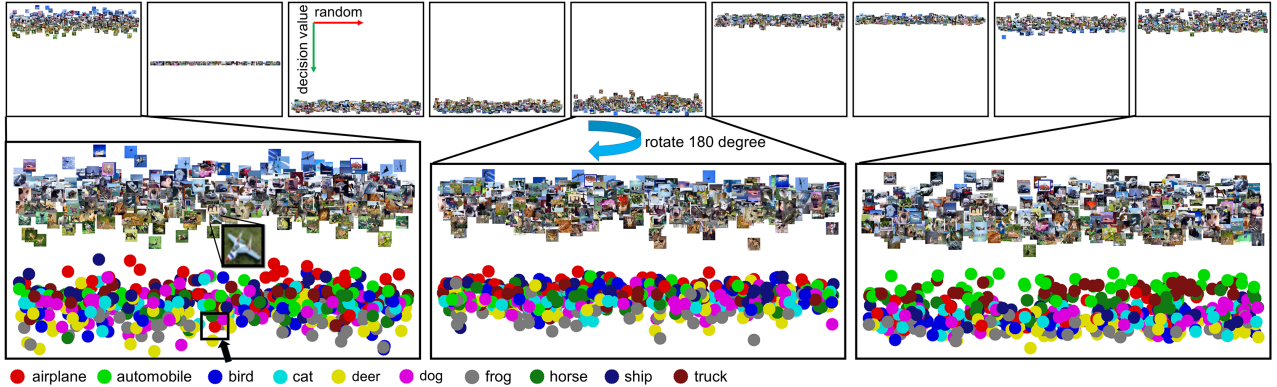 random
decision value
rotate 180 degree
airplane automobile bird cat deer dog frog horse ship truck